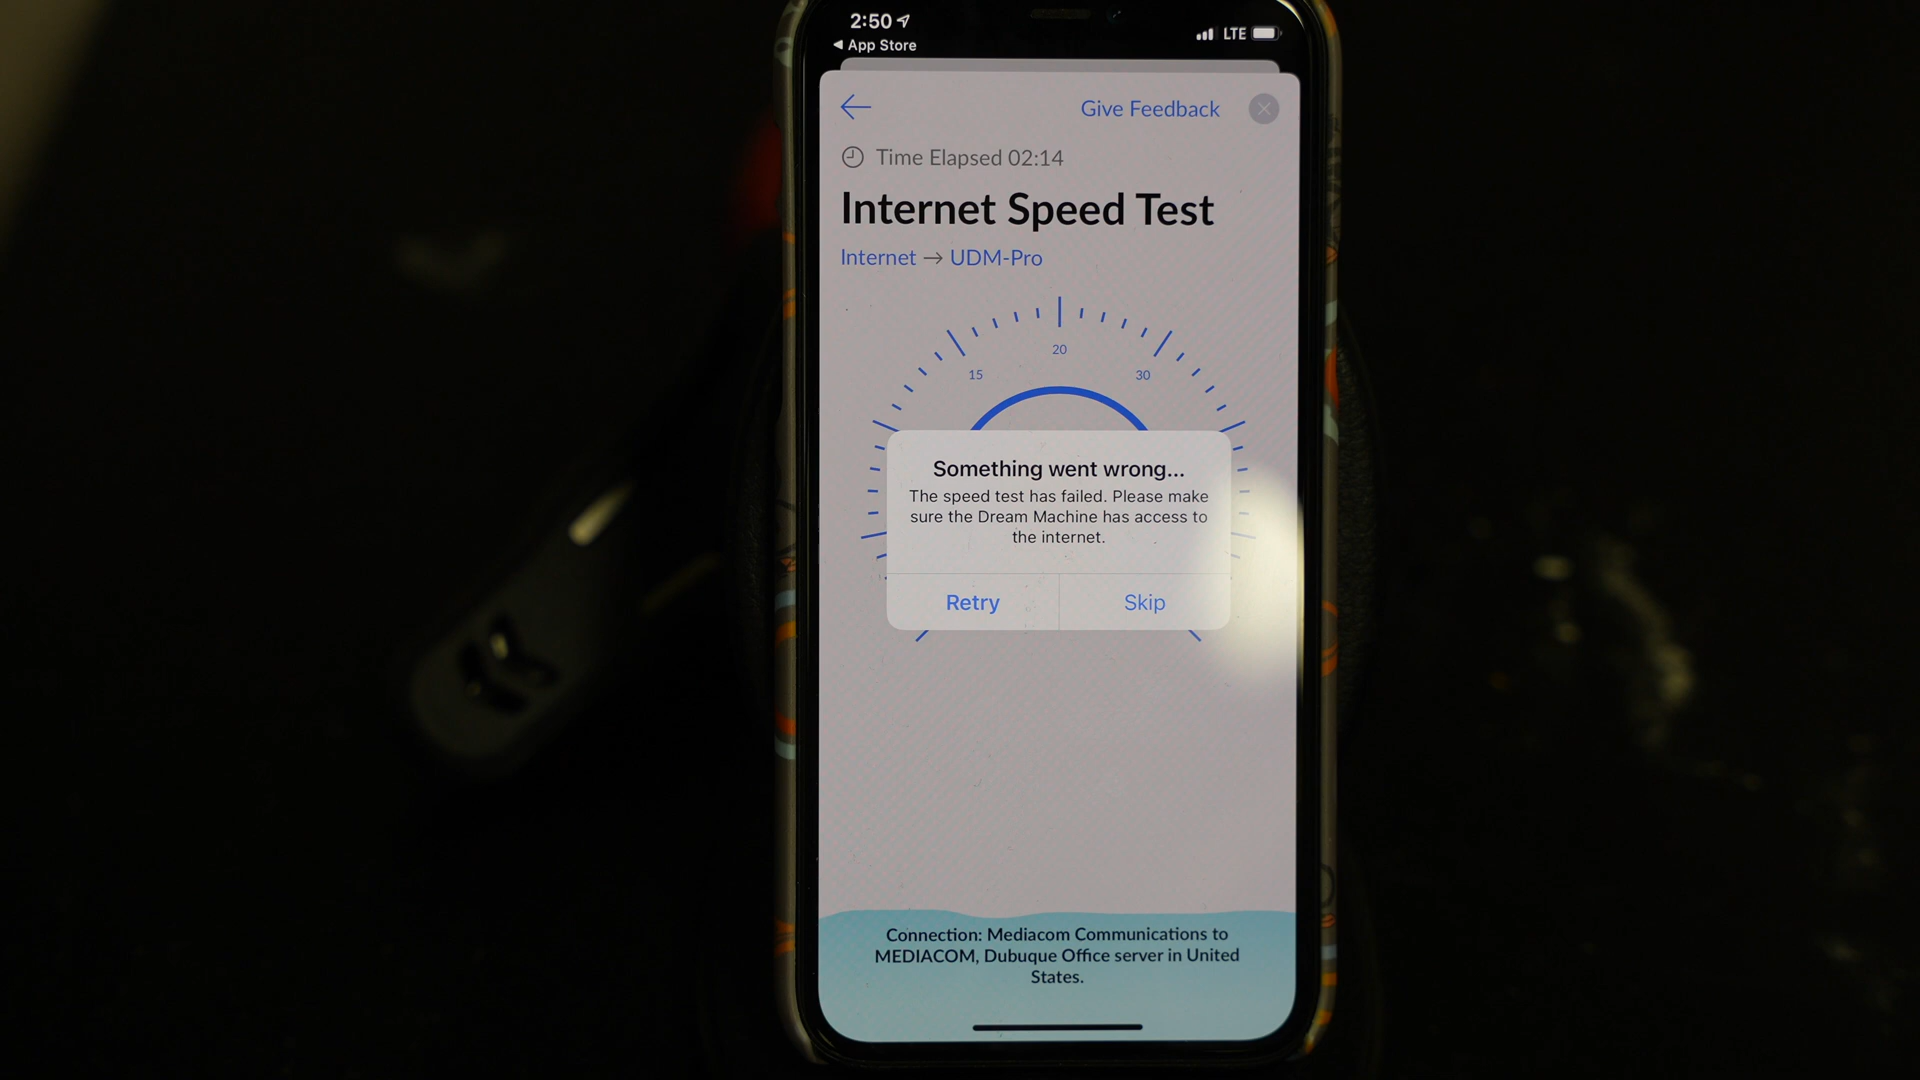 2:50
App Store
LTE
Give Feedback
Time Elapsed 02:14
Internet Speed Test
Internet → UDM-Pro
20
15
30
Something went wrong...
The speed test has failed. Please make
sure the Dream Machine has access to
the internet.
Retry
Skip
Connection: Mediacom Communications to
MEDIACOM, Dubuque Office server in United
States.